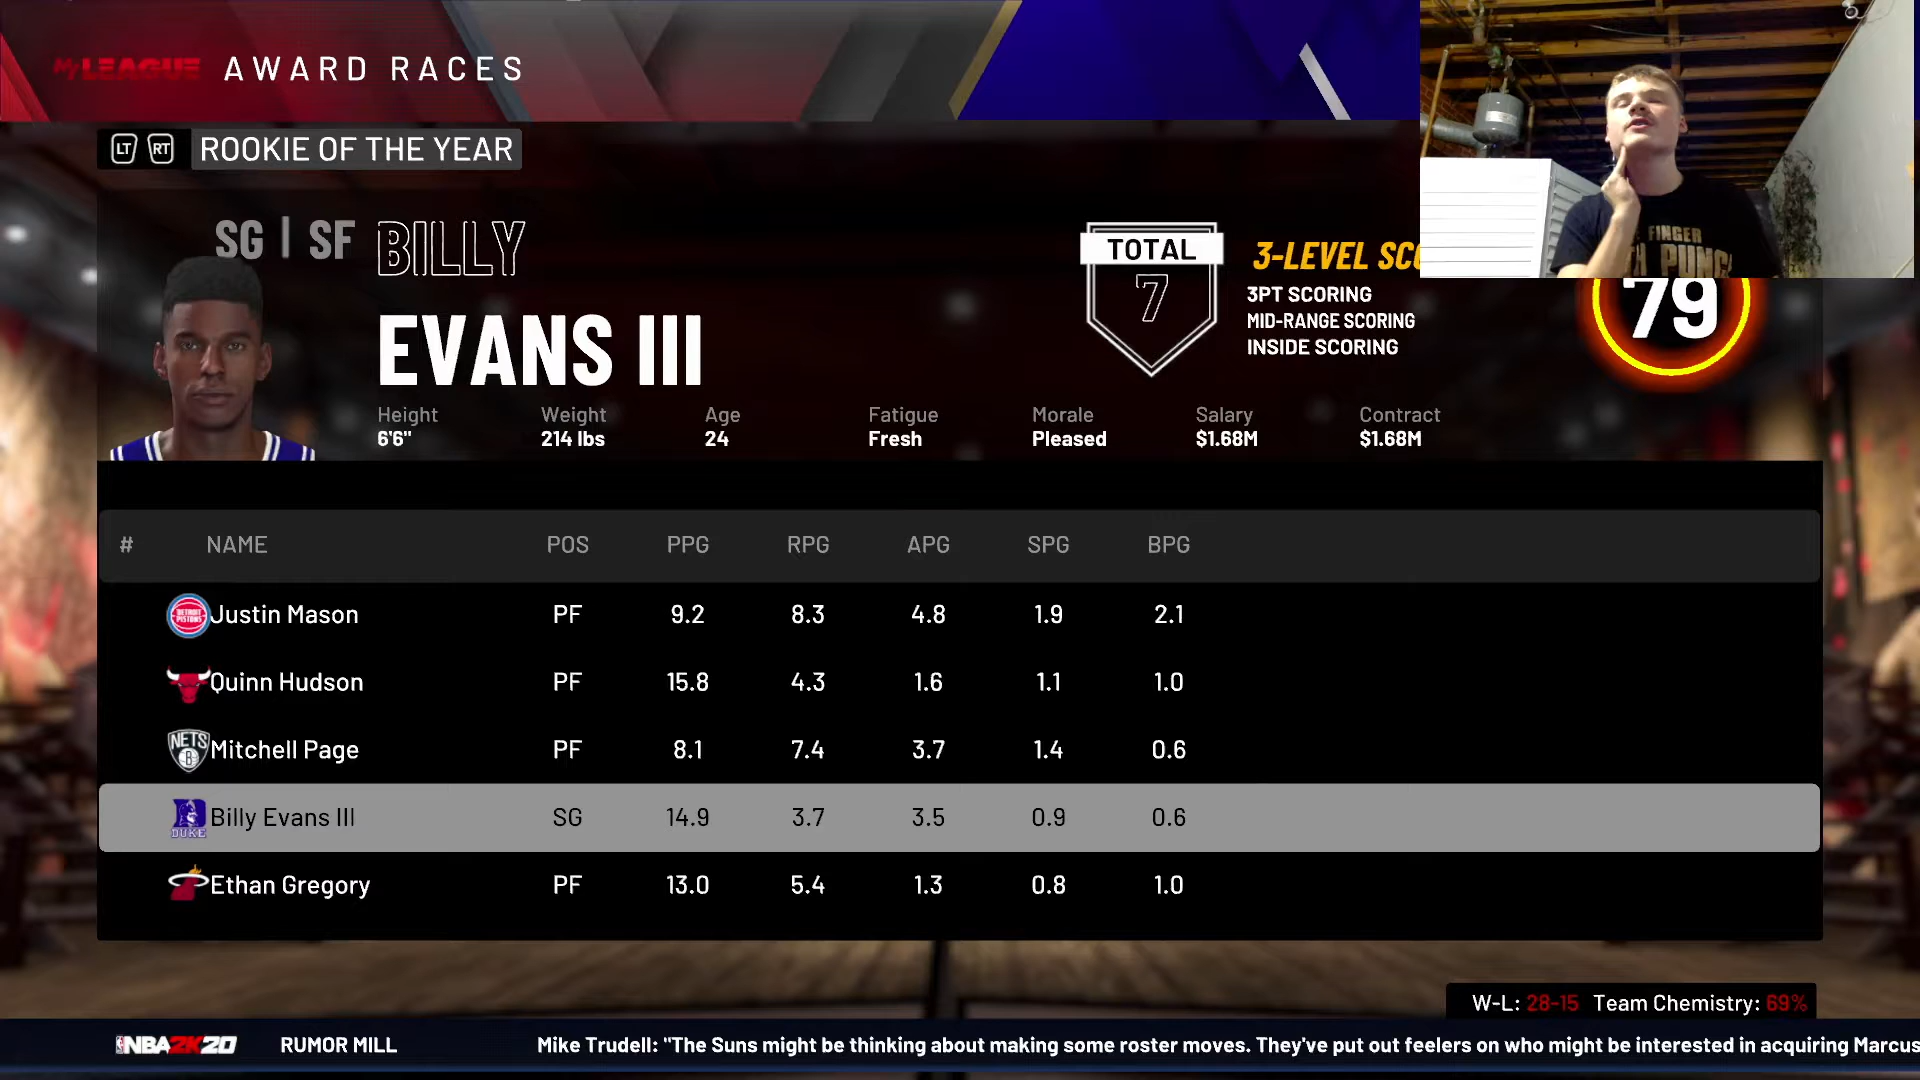 MyLEAGUE AWARD RACES
LT RT ROOKIE OF THE YEAR
SG | SF BILLY
EVANS III
TOTAL
7
3-LEVEL
3PT SCORING
MID-RANGE SCORING
INSIDE SCORING
79
FINGER
Height Weight Age Fatigue Morale Salary Contract
6'6" 214 lbs 24 Fresh Pleased $1.68M $1.68M
# NAME POS PPG RPG APG SPG BPG
DETROIT PISTONS Justin Mason PF 9.2 8.3 4.8 1.9 2.1
Quinn Hudson PF 15.8 4.3 1.6 1.1 1.0
NETS B Mitchell Page PF 8.1 7.4 3.7 1.4 0.6
DUKE Billy Evans III SG 14.9 3.7 3.5 0.9 0.6
Ethan Gregory PF 13.0 5.4 1.3 0.8 1.0
W-L: 28-15 Team Chemistry: 69%
NBA2K20 RUMOR MILL Mike Trudell: "The Suns might be thinking about making some roster moves. They've put out feelers on who might be interested in acquiring Marcus